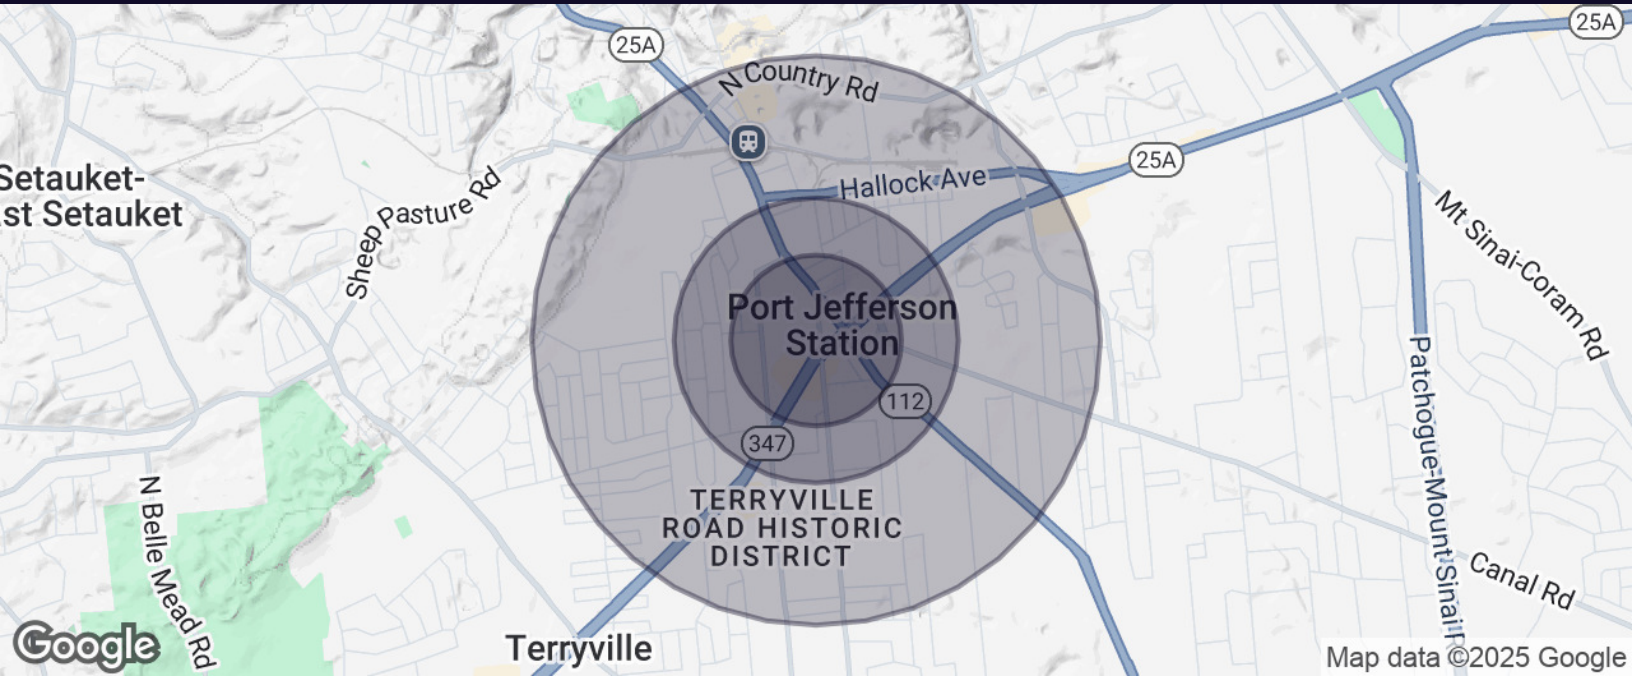 25A
25A
N Country Rd
25A
Hallock Ave
Setauket-
st Setauket
Sheep Pasture Rd
Mt Sinai-Coram Rd
Port Jefferson
Station
112
347
Patchogue-Mount Sinai
TERRYVILLE
ROAD HISTORIC
DISTRICT
N Belle Mead Rd
Canal Rd
Terryville
Google
Map data ©2025 Google